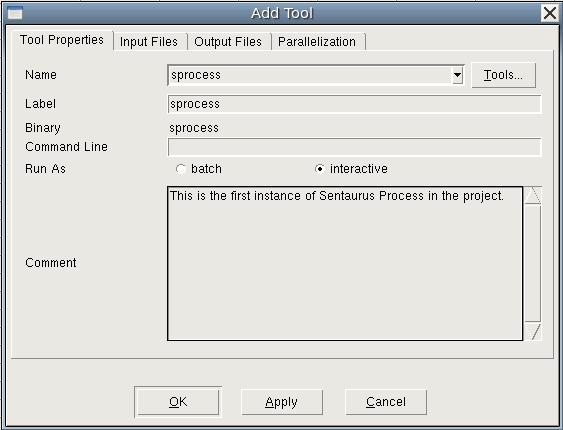 Add Tool
Tool Properties Input Files Output Files Parallelization
Name sprocess Tools...
Label sprocess
Binary sprocess
Command Line
Run As batch interactive
Comment This is the first instance of Sentaurus Process in the project.
OK Apply Cancel